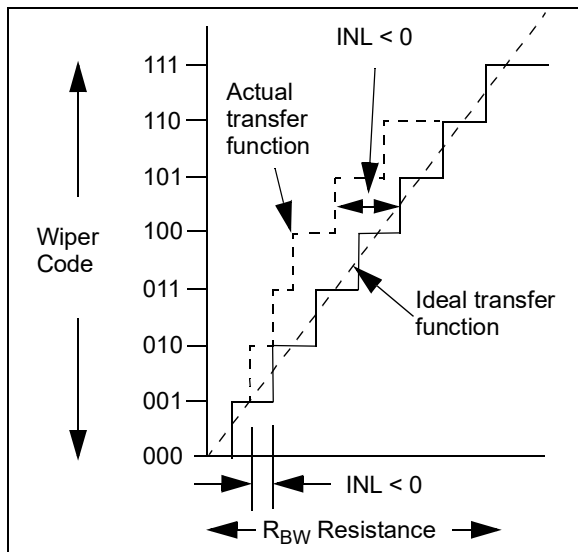 INL < 0
111
Actual
transfer
function
110
101
100
Wiper
Code
011
Ideal transfer
function
010
001
000
INL < 0
RBW Resistance